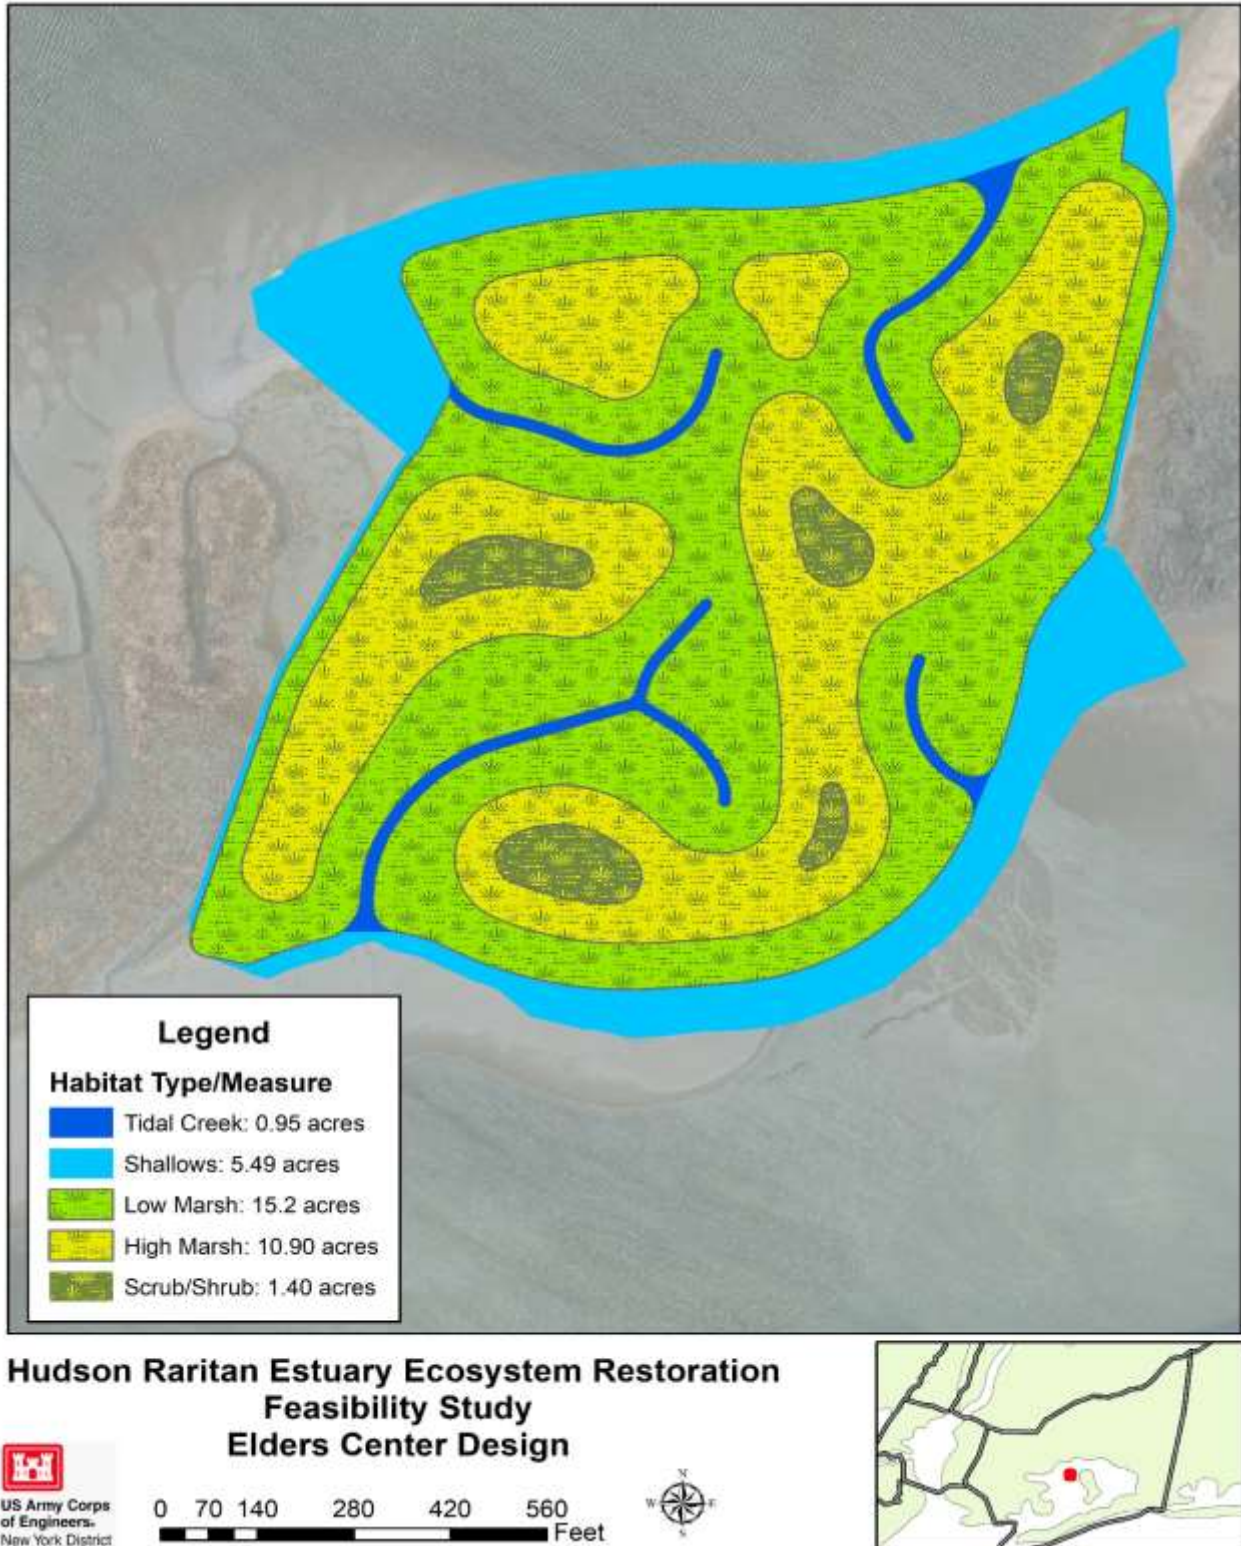 Legend
Habitat Type/Measure
Tidal Creek: 0.95 acres
Shallows: 5.49 acres
Low Marsh: 15.2 acres
High Marsh: 10.90 acres
Scrub/Shrub: 1.40 acres
Hudson Raritan Estuary Ecosystem Restoration
Feasibility Study
Elders Center Design
US Army Corps
of Engineers.
New York District
0 70 140 280 420 560
Feet
N
W E
S